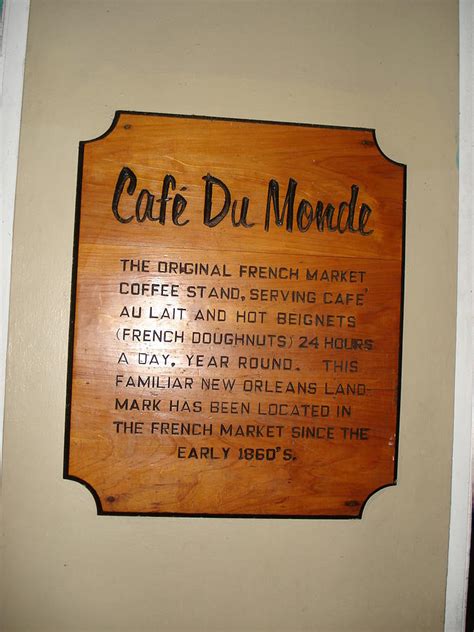 Café Du Monde
THE ORIGINAL FRENCH MARKET
COFFEE STAND, SERVING CAFE'
AU LAIT AND HOT BEIGNETS
(FRENCH DOUGHNUTS) 24 HOURS
A DAY, YEAR ROUND. THIS
FAMILIAR NEW ORLEANS LAND-
MARK HAS BEEN LOCATED IN
THE FRENCH MARKET SINCE THE
EARLY 1860'S.